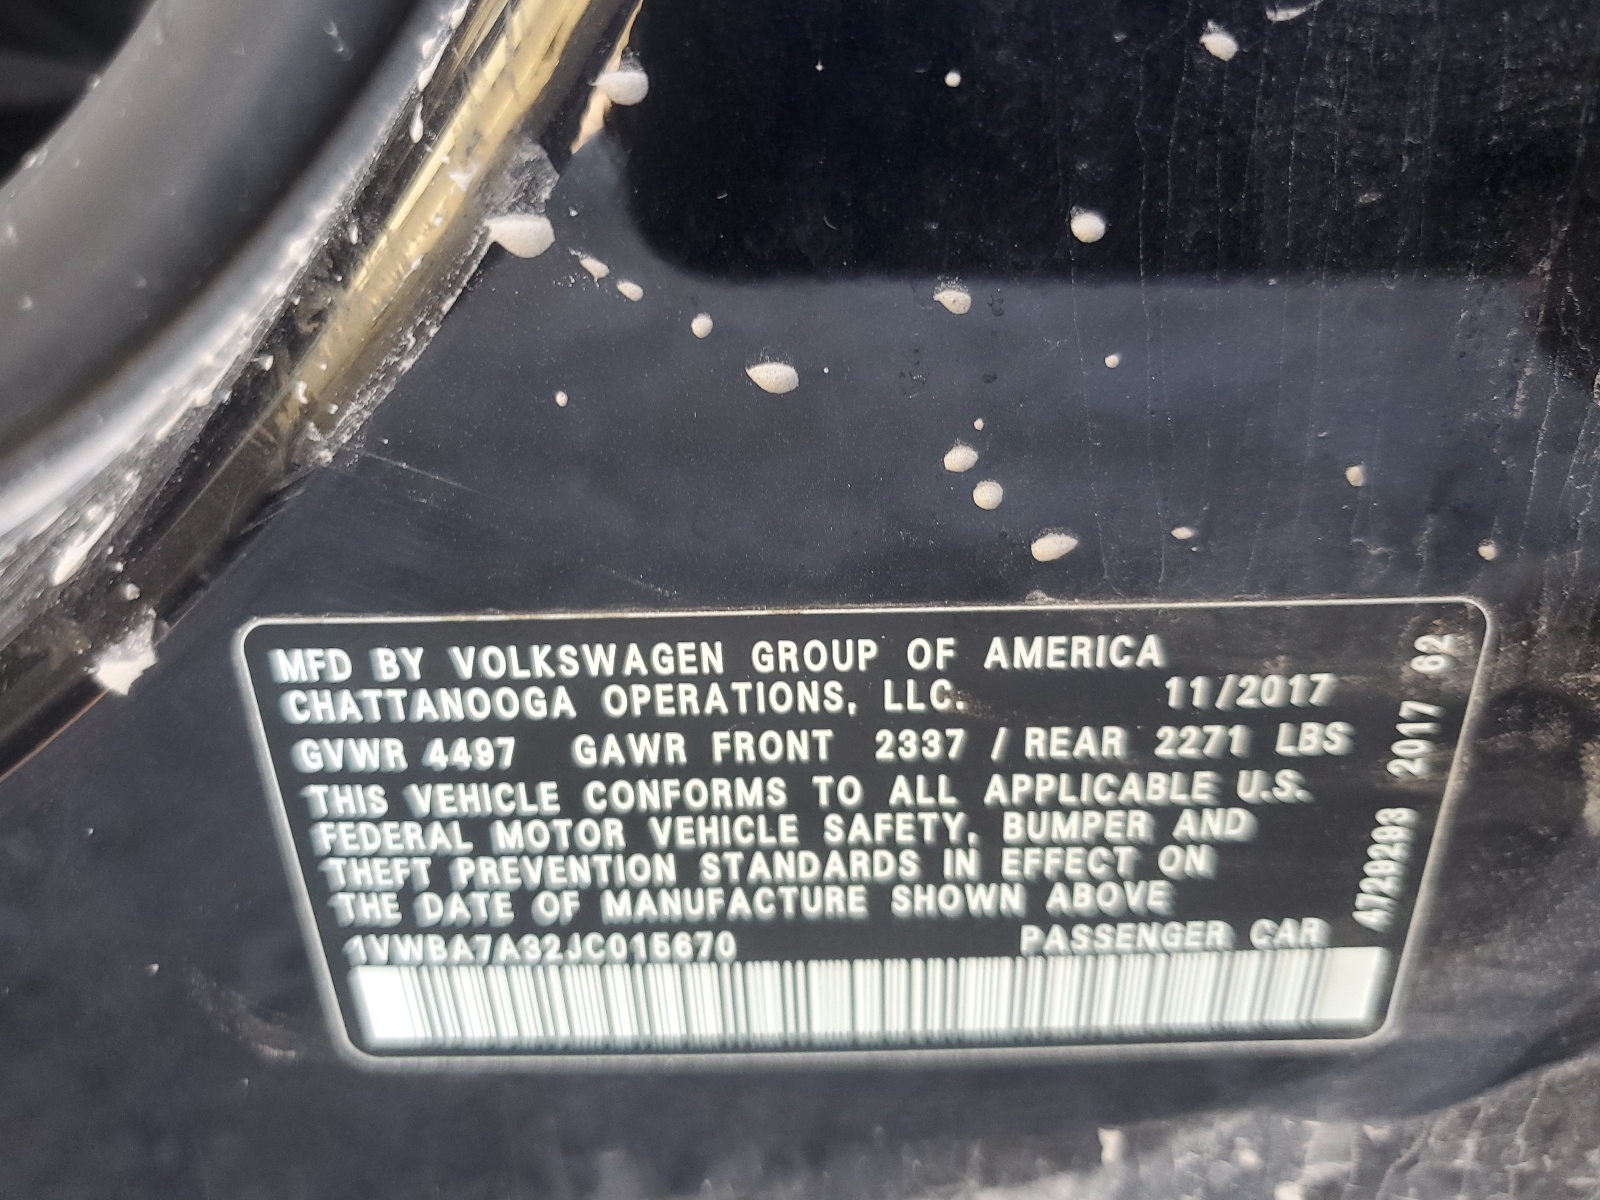 MFD BY VOLKSWAGEN GROUP OF AMERICA
CHATTANOOGA OPERATIONS, LLC. 11/2017
GVWR 4497 GAWR FRONT 2337 / REAR 2271 LBS
THIS VEHICLE CONFORMS TO ALL APPLICABLE U.S.
FEDERAL MOTOR VEHICLE SAFETY, BUMPER AND
THEFT PREVENTION STANDARDS IN EFFECT ON
THE DATE OF MANUFACTURE SHOWN ABOVE
1VWBA7A32JC015670 PASSENGER CAR
4729293 2017 62